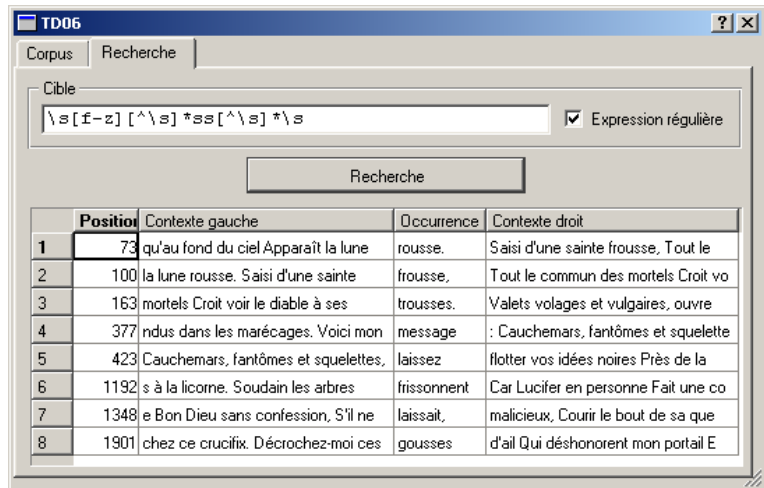 TD06
Corpus Recherche
Cible
\s[f-z][^\s]*ss[^\s]*\s Expression régulière
Recherche
Position Contexte gauche Occurrence Contexte droit
1 73 qu'au fond du ciel Apparaît la lune rousse. Saisi d'une sainte frousse, Tout le
2 100 la lune rousse. Saisi d'une sainte frousse, Tout le commun des mortels Croit vo
3 163 mortels Croit voir le diable à ses trousses. Valets volages et vulgaires, ouvre
4 377 ndus dans les marécages. Voici mon message : Cauchemars, fantômes et squelette
5 423 Cauchemars, fantômes et squelettes, laissez flotter vos idées noires Près de la
6 1192 s à la licorne. Soudain les arbres frissonnent Car Lucifer en personne Fait une co
7 1348 e Bon Dieu sans confession, S'il ne laissait, malicieux, Courir le bout de sa que
8 1901 chez ce crucifix. Décrochez-moi ces gousses d'ail Qui déshonorent mon portail E